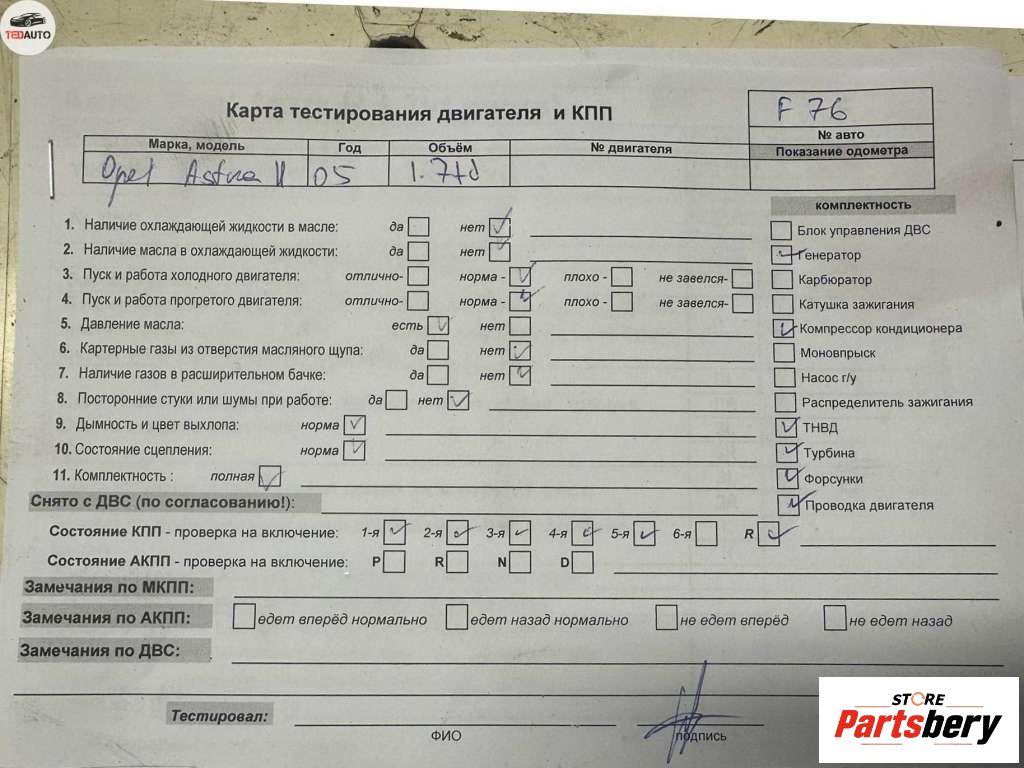 TEDAUTO
Карта тестирования двигателя и КПП
F 76
№ авто
Марка, модель Год Объём № двигателя Показание одометра
Opel Astra H 05 1.7td
комплектность
1. Наличие охлаждающей жидкости в масле: да нет
Блок управления ДВС
2. Наличие масла в охлаждающей жидкости: да нет
Генератор
3. Пуск и работа холодного двигателя: отлично- норма - плохо - не завелся-
Карбюратор
4. Пуск и работа прогретого двигателя: отлично- норма - плохо - не завелся-
Катушка зажигания
5. Давление масла: есть нет
Компрессор кондиционера
6. Картерные газы из отверстия масляного щупа: да нет
Моновпрыск
7. Наличие газов в расширительном бачке: да нет
Насос г/у
8. Посторонние стуки или шумы при работе: да нет
Распределитель зажигания
9. Дымность и цвет выхлопа: норма
ТНВД
10. Состояние сцепления: норма
Турбина
11. Комплектность : полная
Форсунки
Снято с ДВС (по согласованию!):
Проводка двигателя
Состояние КПП - проверка на включение: 1-я 2-я 3-я 4-я 5-я 6-я R
Состояние АКПП - проверка на включение: P R N D
Замечания по МКПП:
Замечания по АКПП: едет вперёд нормально едет назад нормально не едет вперёд не едет назад
Замечания по ДВС:
Тестировал:
ФИО подпись
STORE
Partsbery